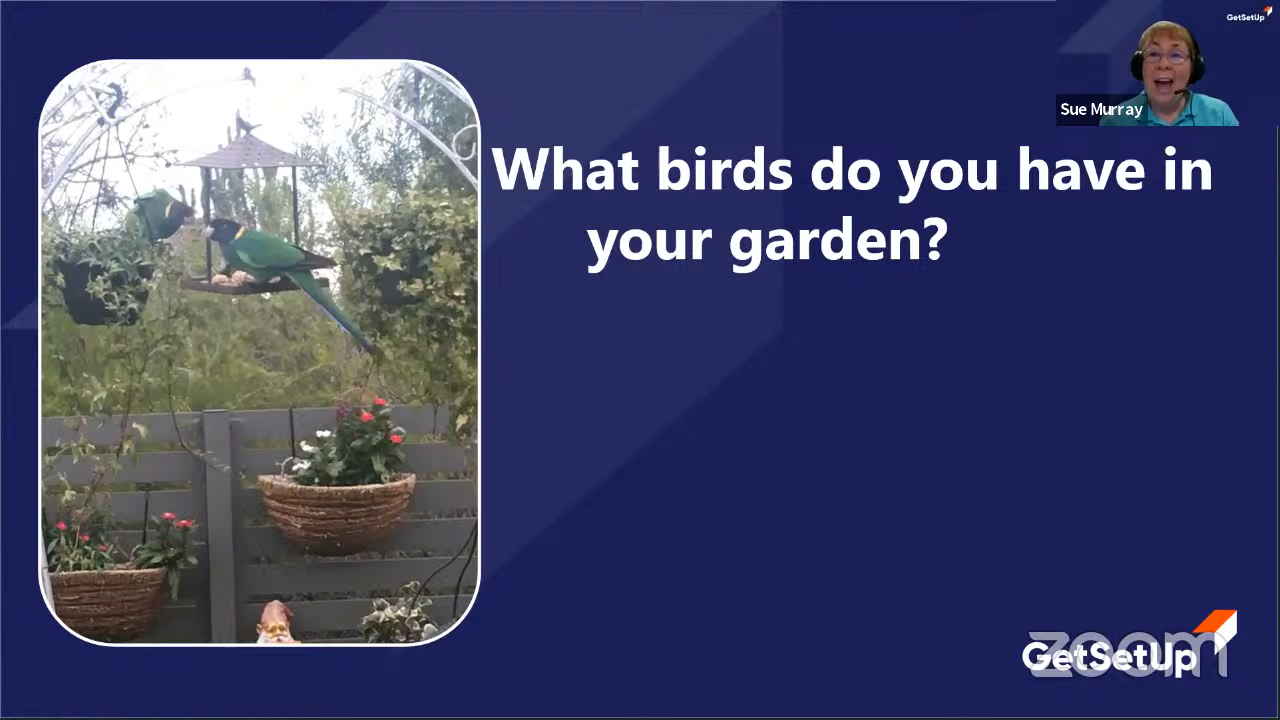 GetSetUp
Sue Murray
What birds do you have in
your garden?
zoom
GetSetUp